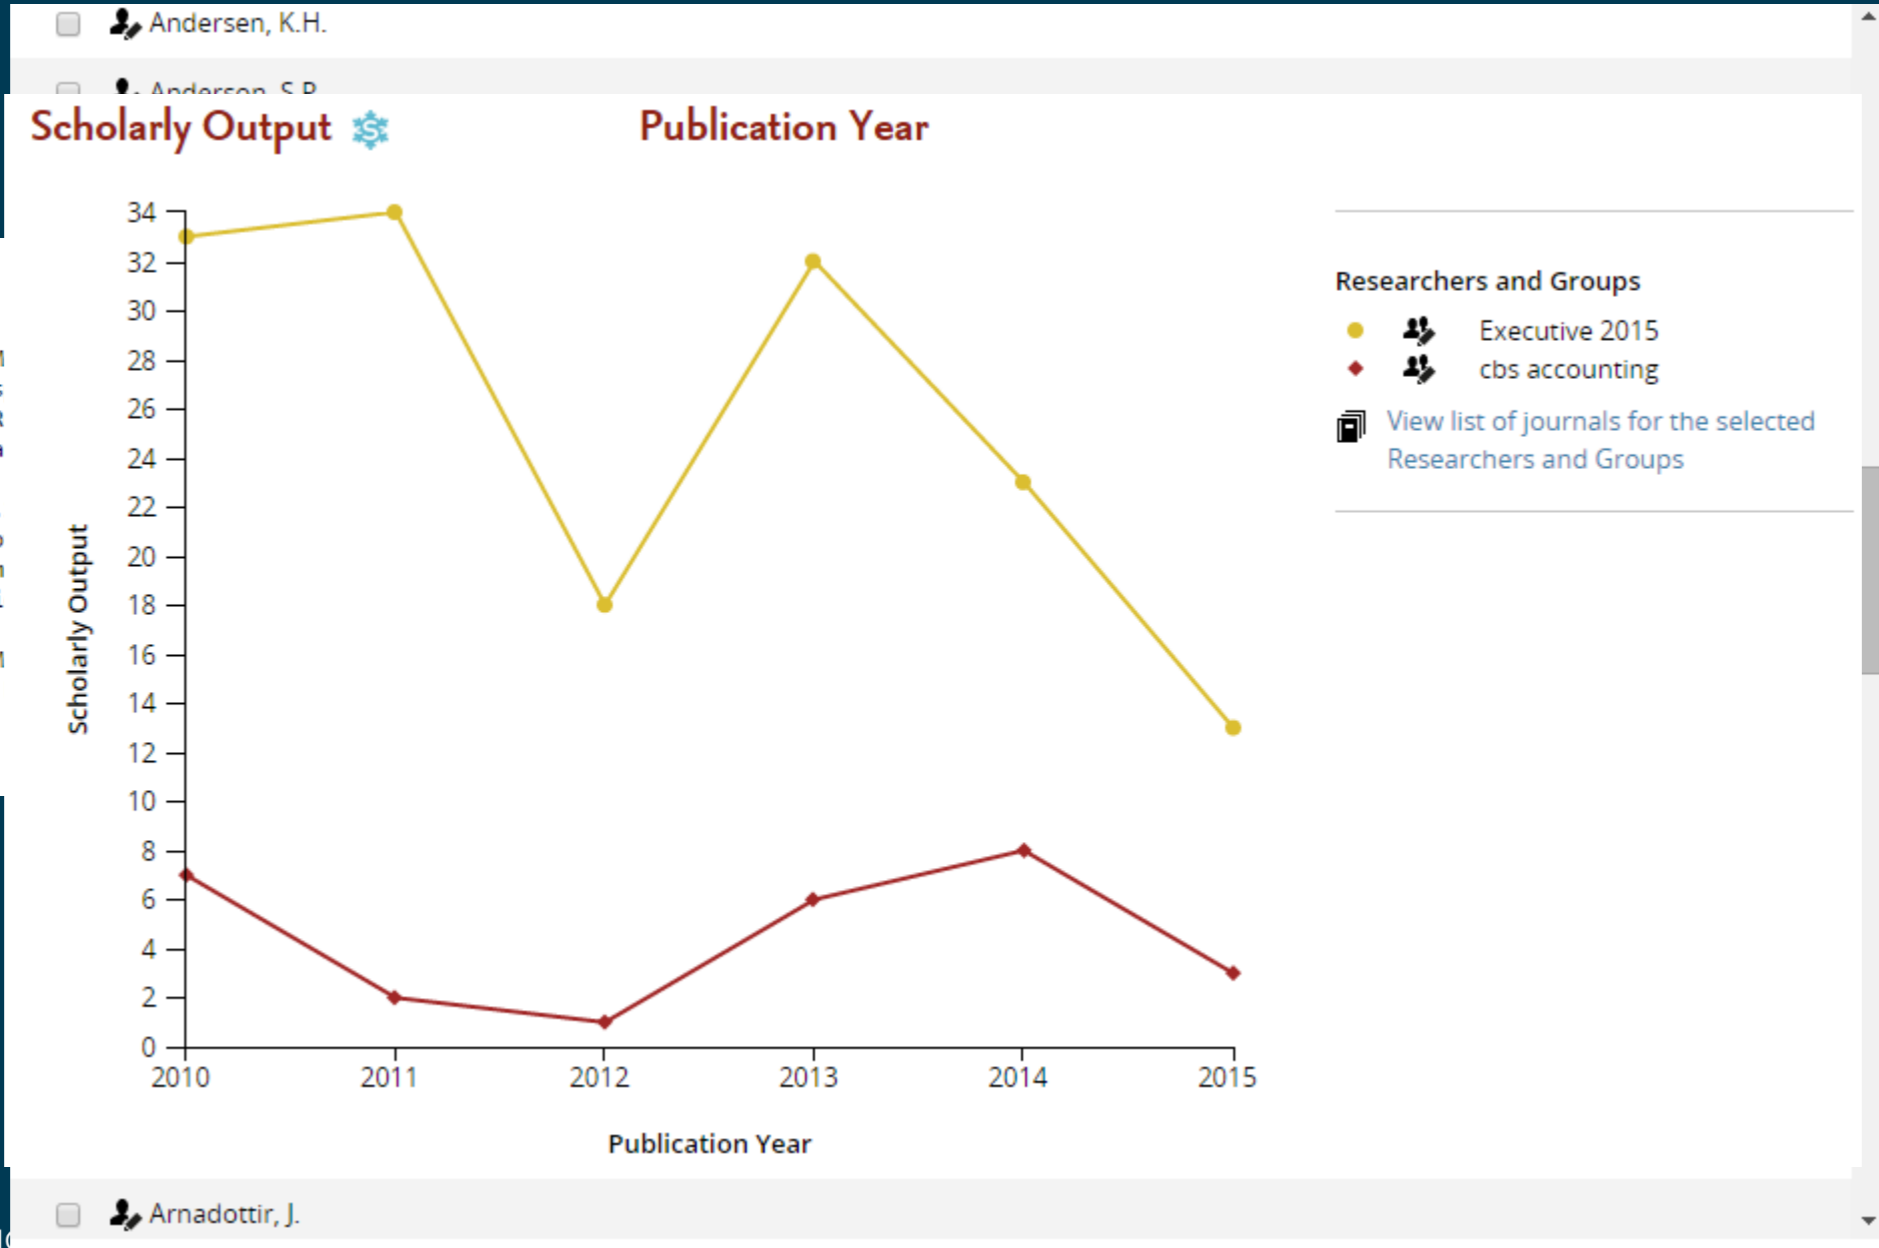 Andersen, K.H.
Scholarly Output
Publication Year
34
32
30
28
26
24
22
20
18
16
14
12
10
8
6
4
2
0
Scholarly Output
2010 2011 2012 2013 2014 2015
Publication Year
Researchers and Groups
Executive 2015
cbs accounting
View list of journals for the selected
Researchers and Groups
Arnadottir, J.